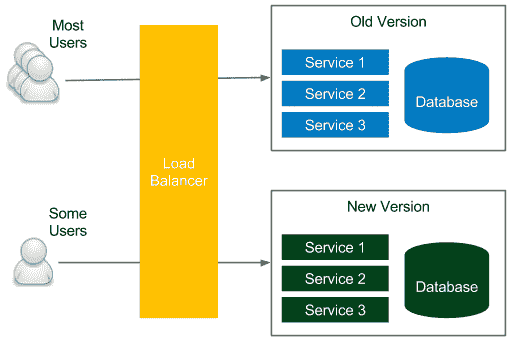 Most
Users
Old Version
Service 1
Service 2
Service 3
Database
Load
Balancer
Some
Users
New Version
Service 1
Service 2
Service 3
Database